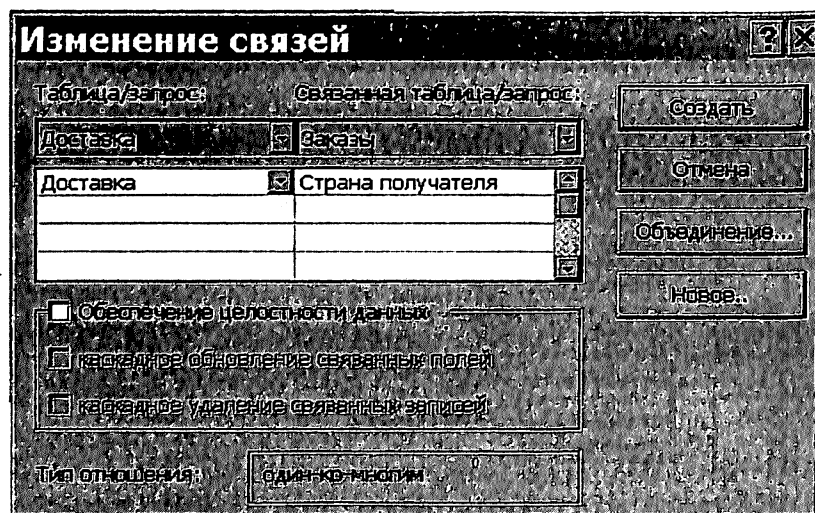 Изменение связей
Таблица/запрос: Связанная таблица/запрос:
Доставка Заказы
Доставка Страна получателя
Обеспечение целостности данных
каскадное обновление связанных полей
каскадное удаление связанных записей
Тип отношения: один-ко-многим
Создать
Отмена
Объединение...
Новое..